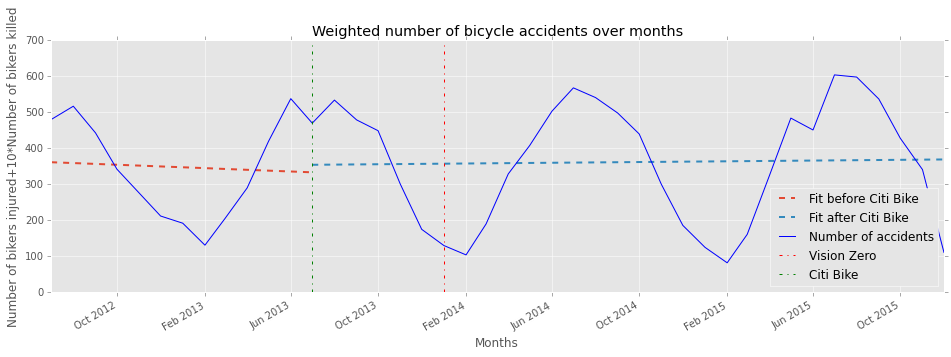 Weighted number of bicycle accidents over months
Number of bikers injured+10*Number of bikers killed
700
600
500
400
300
200
100
0
Fit before Citi Bike
Fit after Citi Bike
Number of accidents
Vision Zero
Citi Bike
Oct 2012
Feb 2013
Jun 2013
Oct 2013
Feb 2014
Jun 2014
Oct 2014
Feb 2015
Jun 2015
Oct 2015
Months